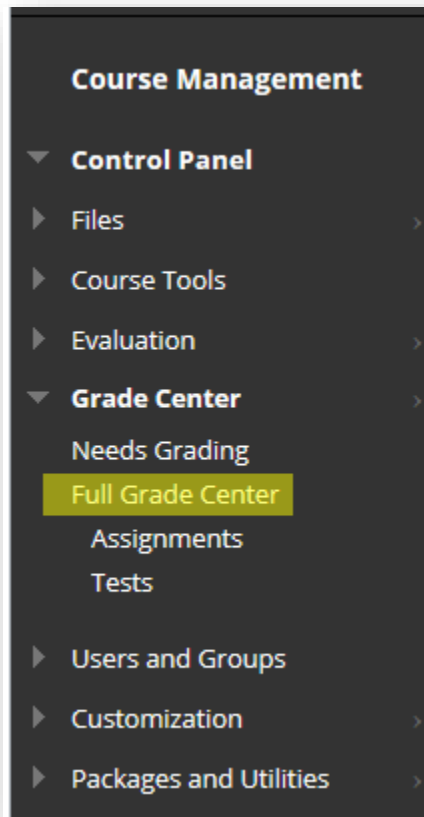 Course Management
Control Panel
Files
Course Tools
Evaluation
Grade Center
Needs Grading
Full Grade Center
Assignments
Tests
Users and Groups
Customization
Packages and Utilities